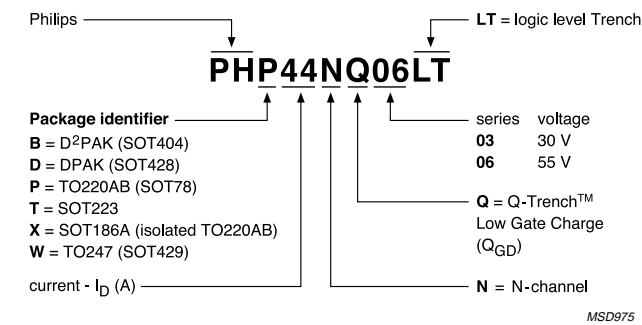 Philips
LT = logic level Trench
PHP44NQ06LT
Package identifier
B = D2PAK (SOT404)
D = DPAK (SOT428)
P = TO220AB (SOT78)
T = SOT223
X = SOT186A (isolated TO220AB)
W = TO247 (SOT429)
current - ID (A)
series voltage
03 30 V
06 55 V
Q = Q-Trench™
Low Gate Charge
(QGD)
N = N-channel
MSD975